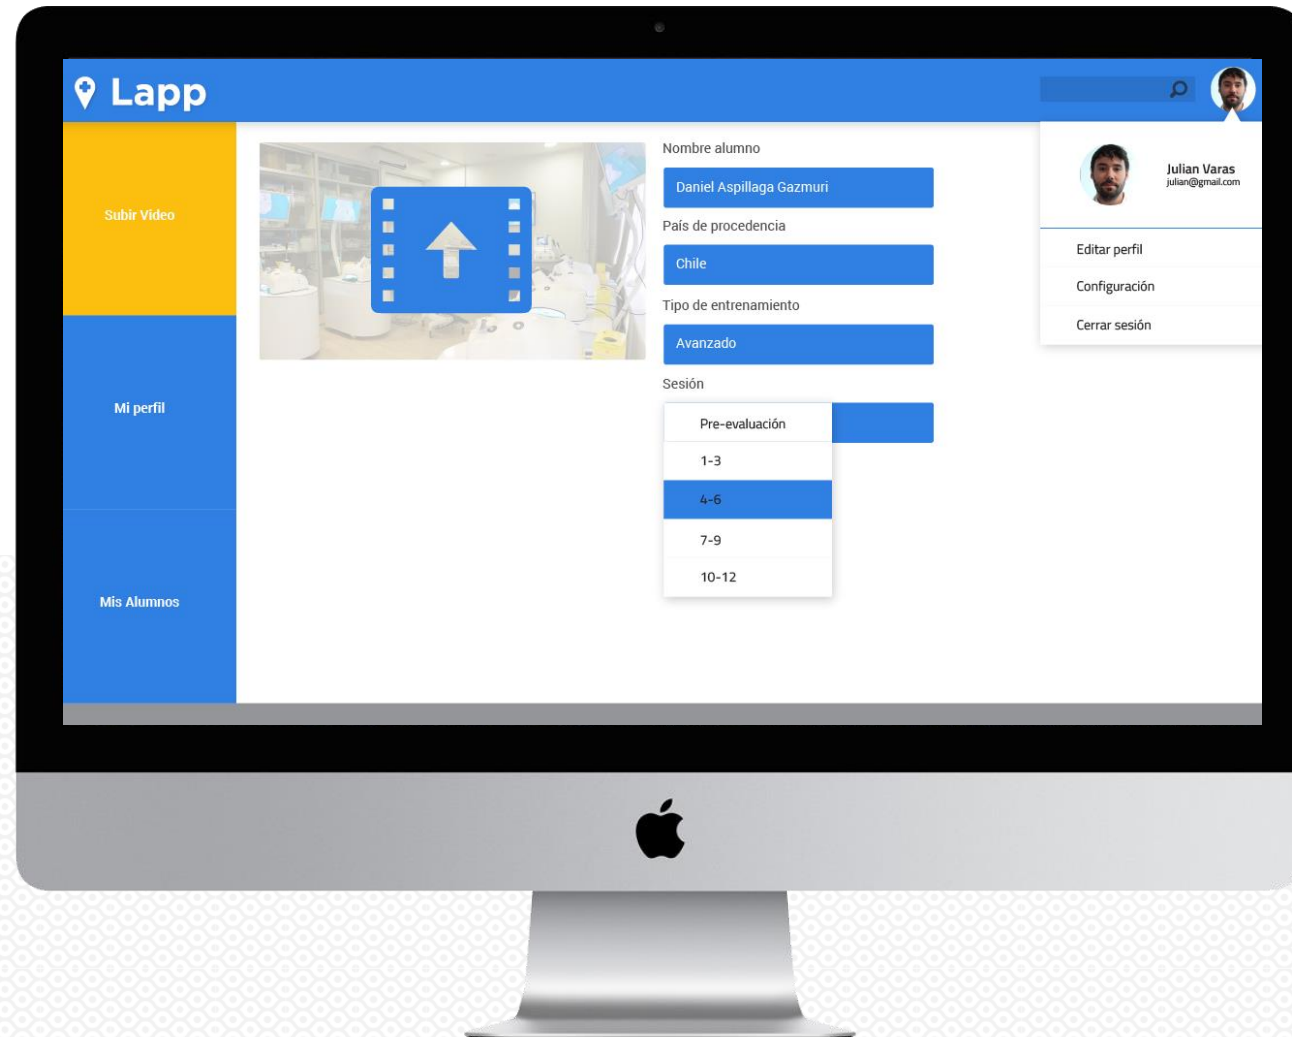 Lapp
Subir Video
Mi perfil
Mis Alumnos
Nombre alumno
Daniel Aspillaga Gazmuri
País de procedencia
Chile
Tipo de entrenamiento
Avanzado
Sesión
Pre-evaluación
1-3
4-6
7-9
10-12
Julian Varas
julian@gmail.com
Editar perfil
Configuración
Cerrar sesión